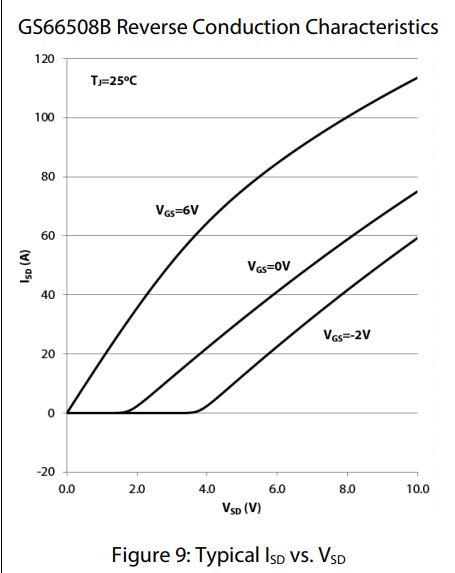 GS66508B Reverse Conduction Characteristics
120
TJ=25ºC
100
80
VGS=6V
60
ISD (A)
VGS=0V
40
VGS=-2V
20
0
-20
0.0 2.0 4.0 6.0 8.0 10.0
VSD (V)
Figure 9: Typical ISD vs. VSD